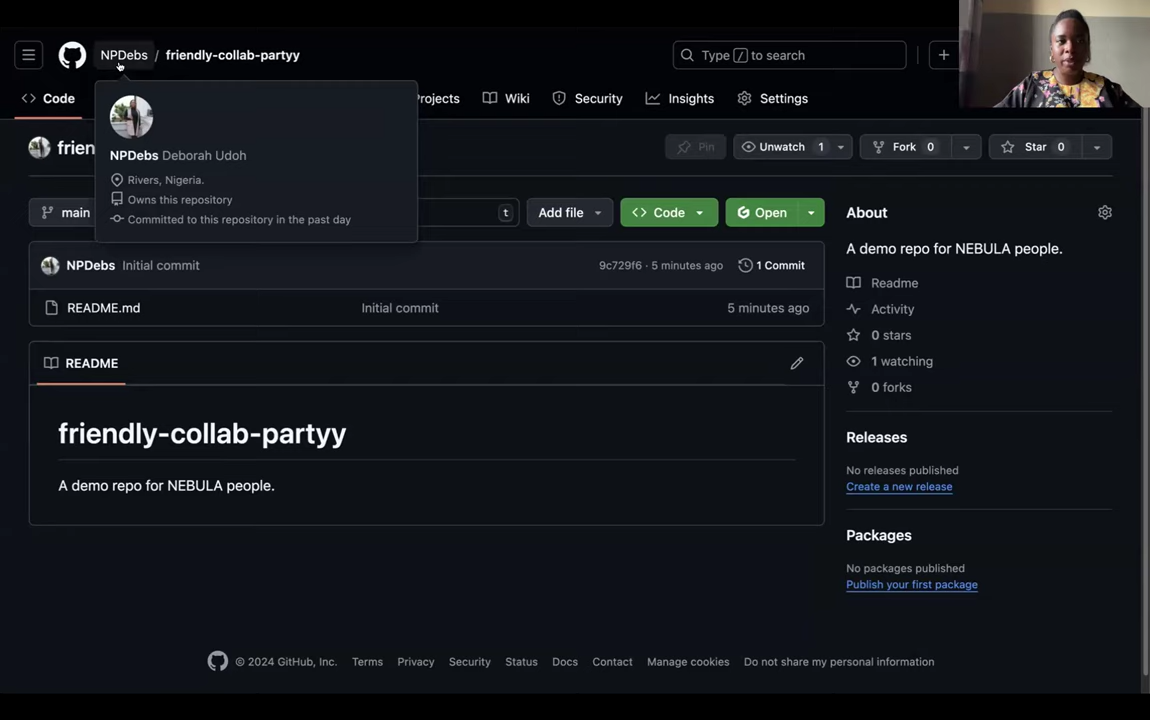 NPDebs / friendly-collab-partyy
Type / to search
Code
Projects
Wiki
Security
Insights
Settings
NPDebs Deborah Udoh
Rivers, Nigeria.
Owns this repository
Committed to this repository in the past day
frien
Pin
Unwatch 1
Fork 0
Star 0
main
t
Add file
Code
Open
NPDebs Initial commit
9c729f6 · 5 minutes ago
1 Commit
README.md
Initial commit
5 minutes ago
README
friendly-collab-partyy
A demo repo for NEBULA people.
About
A demo repo for NEBULA people.
Readme
Activity
0 stars
1 watching
0 forks
Releases
No releases published
Create a new release
Packages
No packages published
Publish your first package
© 2024 GitHub, Inc. Terms Privacy Security Status Docs Contact Manage cookies Do not share my personal information